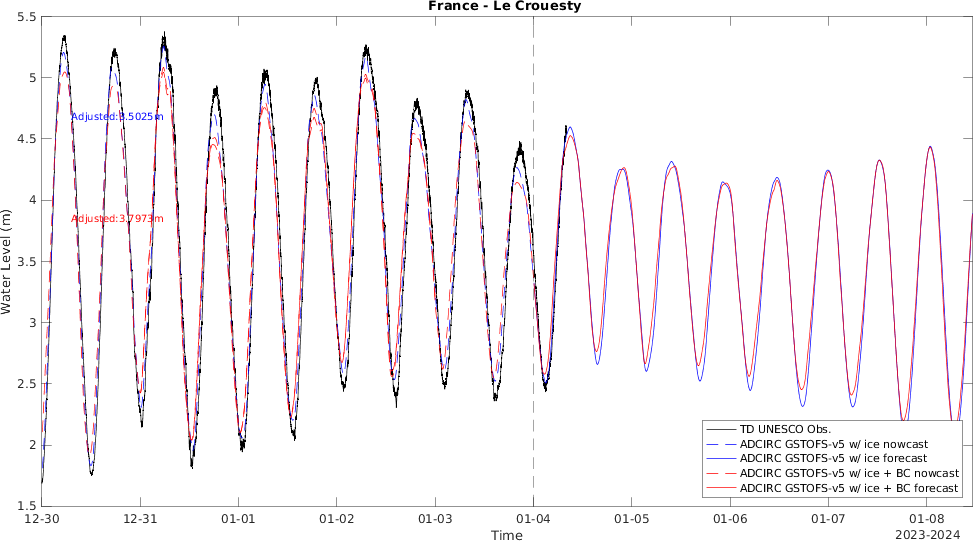 France - Le Crouesty
5.5
5
4.5
4
3.5
3
2.5
2
1.5
Water Level (m)
Adjusted:3.5025m
Adjusted:3.7973m
TD UNESCO Obs.
ADCIRC GSTOFS-v5 w/ ice nowcast
ADCIRC GSTOFS-v5 w/ ice forecast
ADCIRC GSTOFS-v5 w/ ice + BC nowcast
ADCIRC GSTOFS-v5 w/ ice + BC forecast
12-30 12-31 01-01 01-02 01-03 01-04 01-05 01-06 01-07 01-08
Time
2023-2024